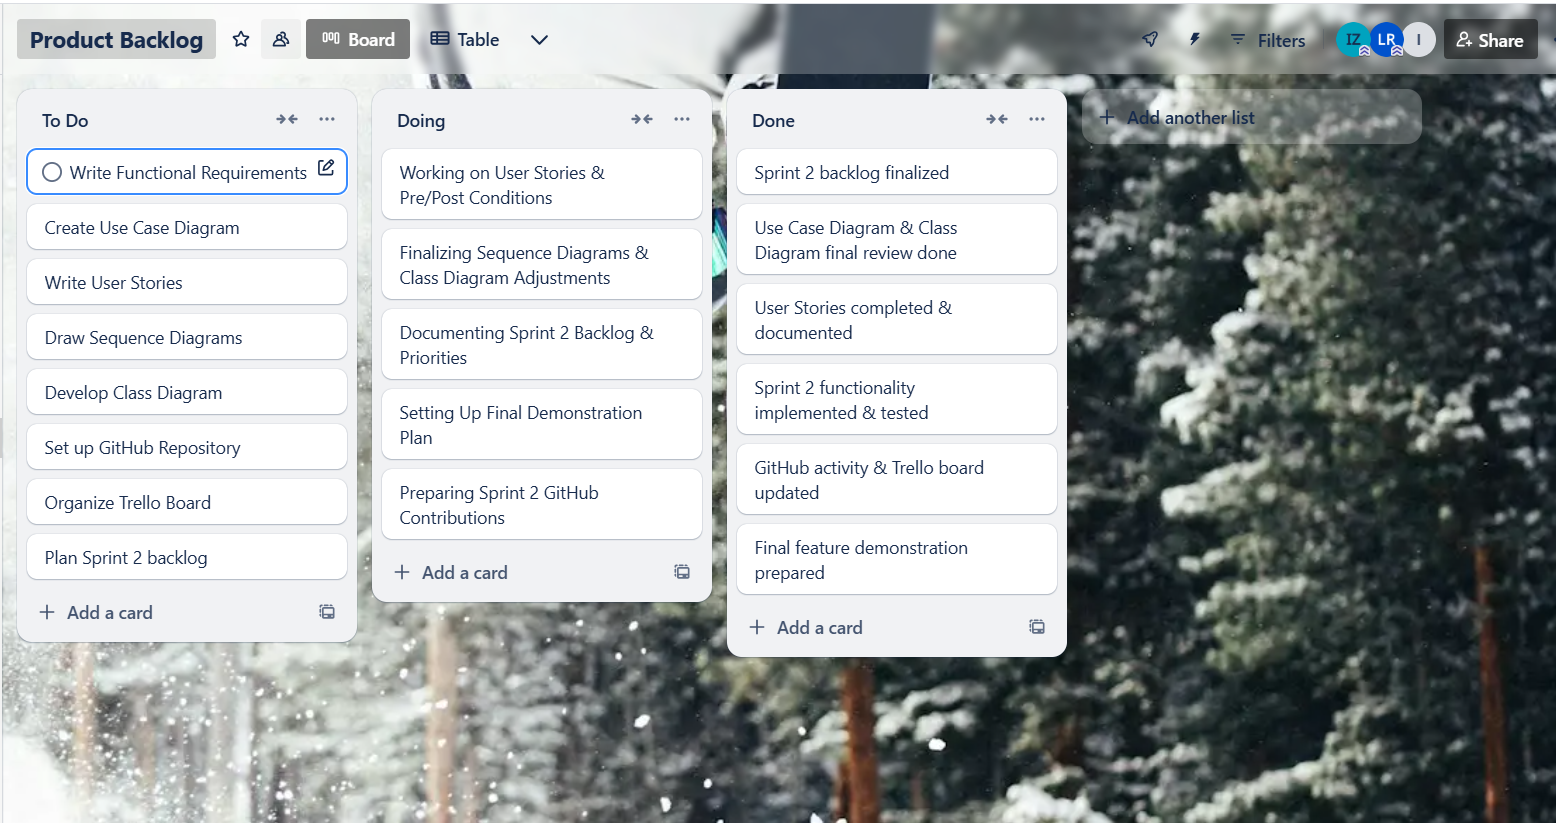 Product Backlog
Board
Table
Filters
IZ
LR
I
Share
To Do
Write Functional Requirements
Create Use Case Diagram
Write User Stories
Draw Sequence Diagrams
Develop Class Diagram
Set up GitHub Repository
Organize Trello Board
Plan Sprint 2 backlog
Add a card
Doing
Working on User Stories &
Pre/Post Conditions
Finalizing Sequence Diagrams &
Class Diagram Adjustments
Documenting Sprint 2 Backlog &
Priorities
Setting Up Final Demonstration
Plan
Preparing Sprint 2 GitHub
Contributions
Add a card
Done
Sprint 2 backlog finalized
Use Case Diagram & Class
Diagram final review done
User Stories completed &
documented
Sprint 2 functionality
implemented & tested
GitHub activity & Trello board
updated
Final feature demonstration
prepared
Add a card
Add another list